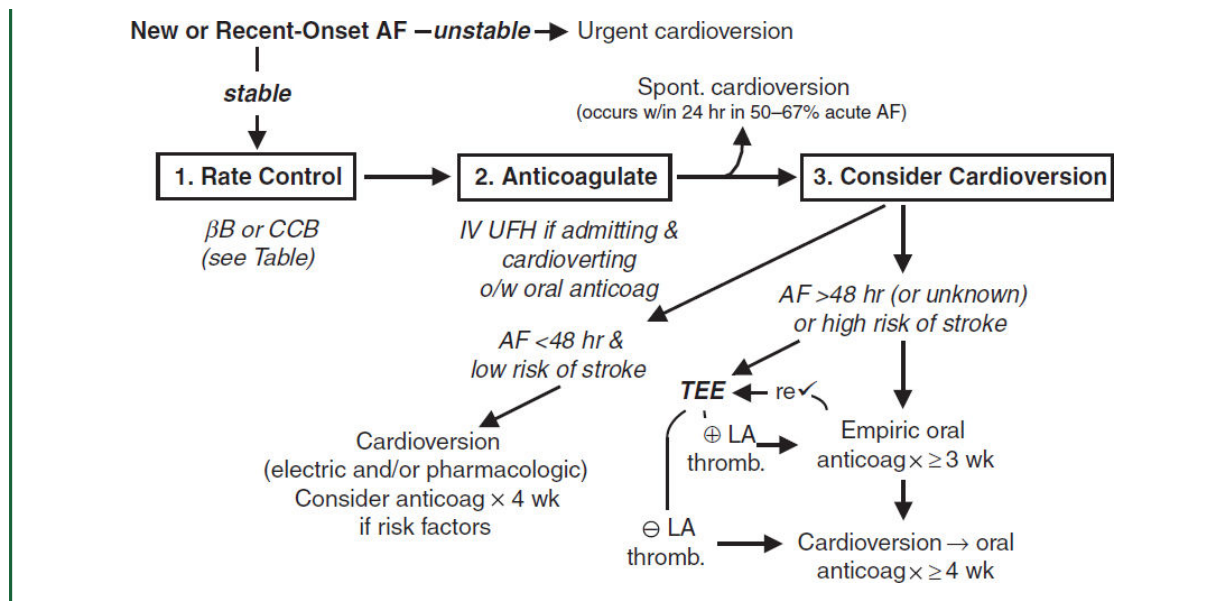 New or Recent-Onset AF – unstable → Urgent cardioversion
stable
Spont. cardioversion
(occurs w/in 24 hr in 50–67% acute AF)
1. Rate Control
2. Anticoagulate
3. Consider Cardioversion
βB or CCB
(see Table)
IV UFH if admitting &
cardioverting
o/w oral anticoag
AF <48 hr &
low risk of stroke
AF >48 hr (or unknown)
or high risk of stroke
Cardioversion
(electric and/or pharmacologic)
Consider anticoag × 4 wk
if risk factors
TEE
re✓
⊕ LA
thromb.
Empiric oral
anticoag × ≥ 3 wk
⊖ LA
thromb.
Cardioversion → oral
anticoag × ≥ 4 wk